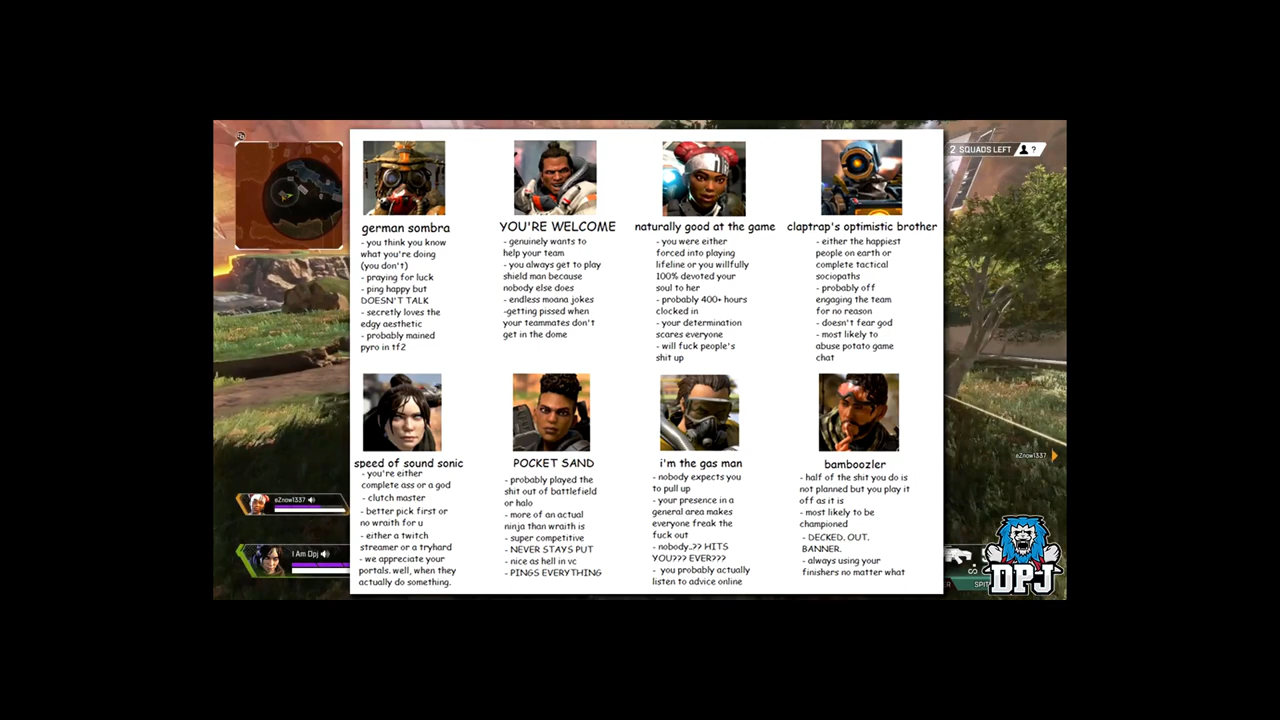 2 SQUADS LEFT ?
german sombra
- you think you know
what you're doing
(you don't)
- praying for luck
- ping happy but
DOESN'T TALK
- secretly loves the
edgy aesthetic
- probably mained
pyro in tf2
YOU'RE WELCOME
- genuinely wants to
help your team
- you always get to play
shield man because
nobody else does
- endless moana jokes
-getting pissed when
your teammates don't
get in the dome
naturally good at the game
- you were either
forced into playing
lifeline or you willfully
100% devoted your
soul to her
- probably 400+ hours
clocked in
- your determination
scares everyone
- will fuck people's
shit up
claptrap's optimistic brother
- either the happiest
people on earth or
complete tactical
sociopaths
- probably off
engaging the team
for no reason
- doesn't fear god
- most likely to
abuse potato game
chat
speed of sound sonic
- you're either
complete ass or a god
- clutch master
- better pick first or
no wraith for u
- either a twitch
streamer or a tryhard
- we appreciate your
portals. well, when they
actually do something.
POCKET SAND
- probably played the
shit out of battlefield
or halo
- more of an actual
ninja than wraith is
- super competitive
- NEVER STAYS PUT
- nice as hell in vc
- PINGS EVERYTHING
i'm the gas man
- nobody expects you
to pull up
- your presence in a
general area makes
everyone freak the
fuck out
- nobody..?? HITS
YOU??? EVER???
- you probably actually
listen to advice online
bamboozler
- half of the shit you do is
not planned but you play it
off as it is
- most likely to be
championed
- DECKED. OUT.
BANNER.
- always using your
finishers no matter what
eZnow1337
eZnow1337
I Am Dpj
DPJ